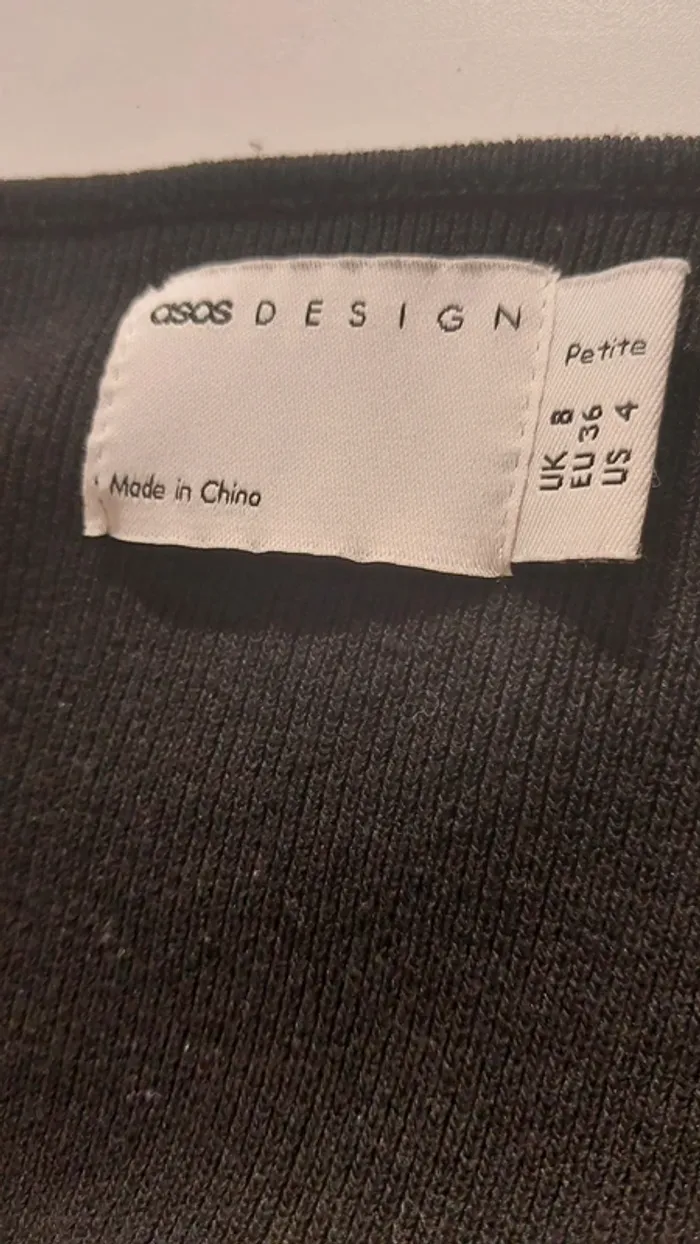 asos DESIGN
Made in China
Petite
UK 8
EU 36
US 4